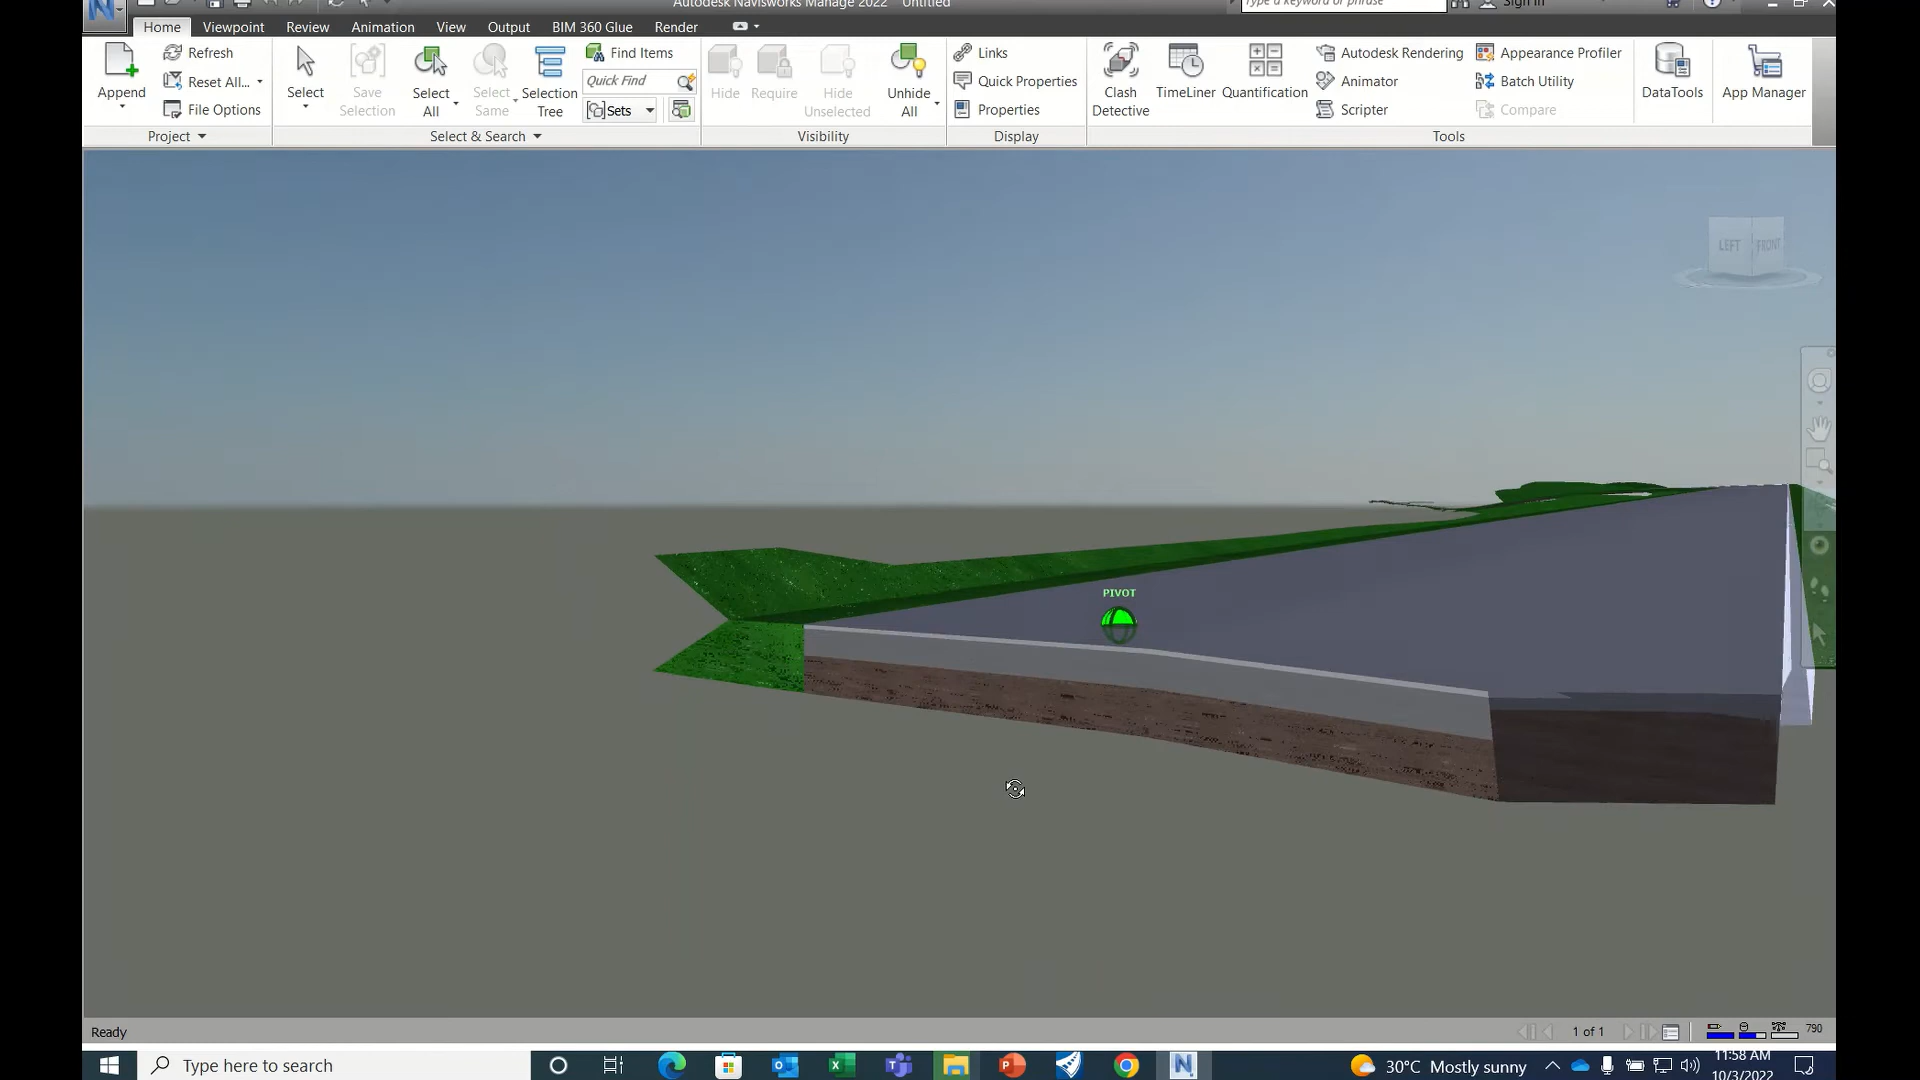 Autodesk Navisworks Manage 2022 Untitled
Type a keyword or phrase Sign In
Home Viewpoint Review Animation View Output BIM 360 Glue Render
Append
Refresh
Reset All...
File Options
Project
Select
Save Selection
Select All
Select Same
Selection Tree
Find Items
Quick Find
Sets
Select & Search
Hide
Require
Hide Unselected
Unhide All
Visibility
Links
Quick Properties
Properties
Display
Clash Detective
TimeLiner
Quantification
Autodesk Rendering
Animator
Scripter
Appearance Profiler
Batch Utility
Compare
DataTools
App Manager
Tools
LEFT FRONT
PIVOT
Ready
1 of 1
790
Type here to search
30°C Mostly sunny
11:58 AM
10/3/2022